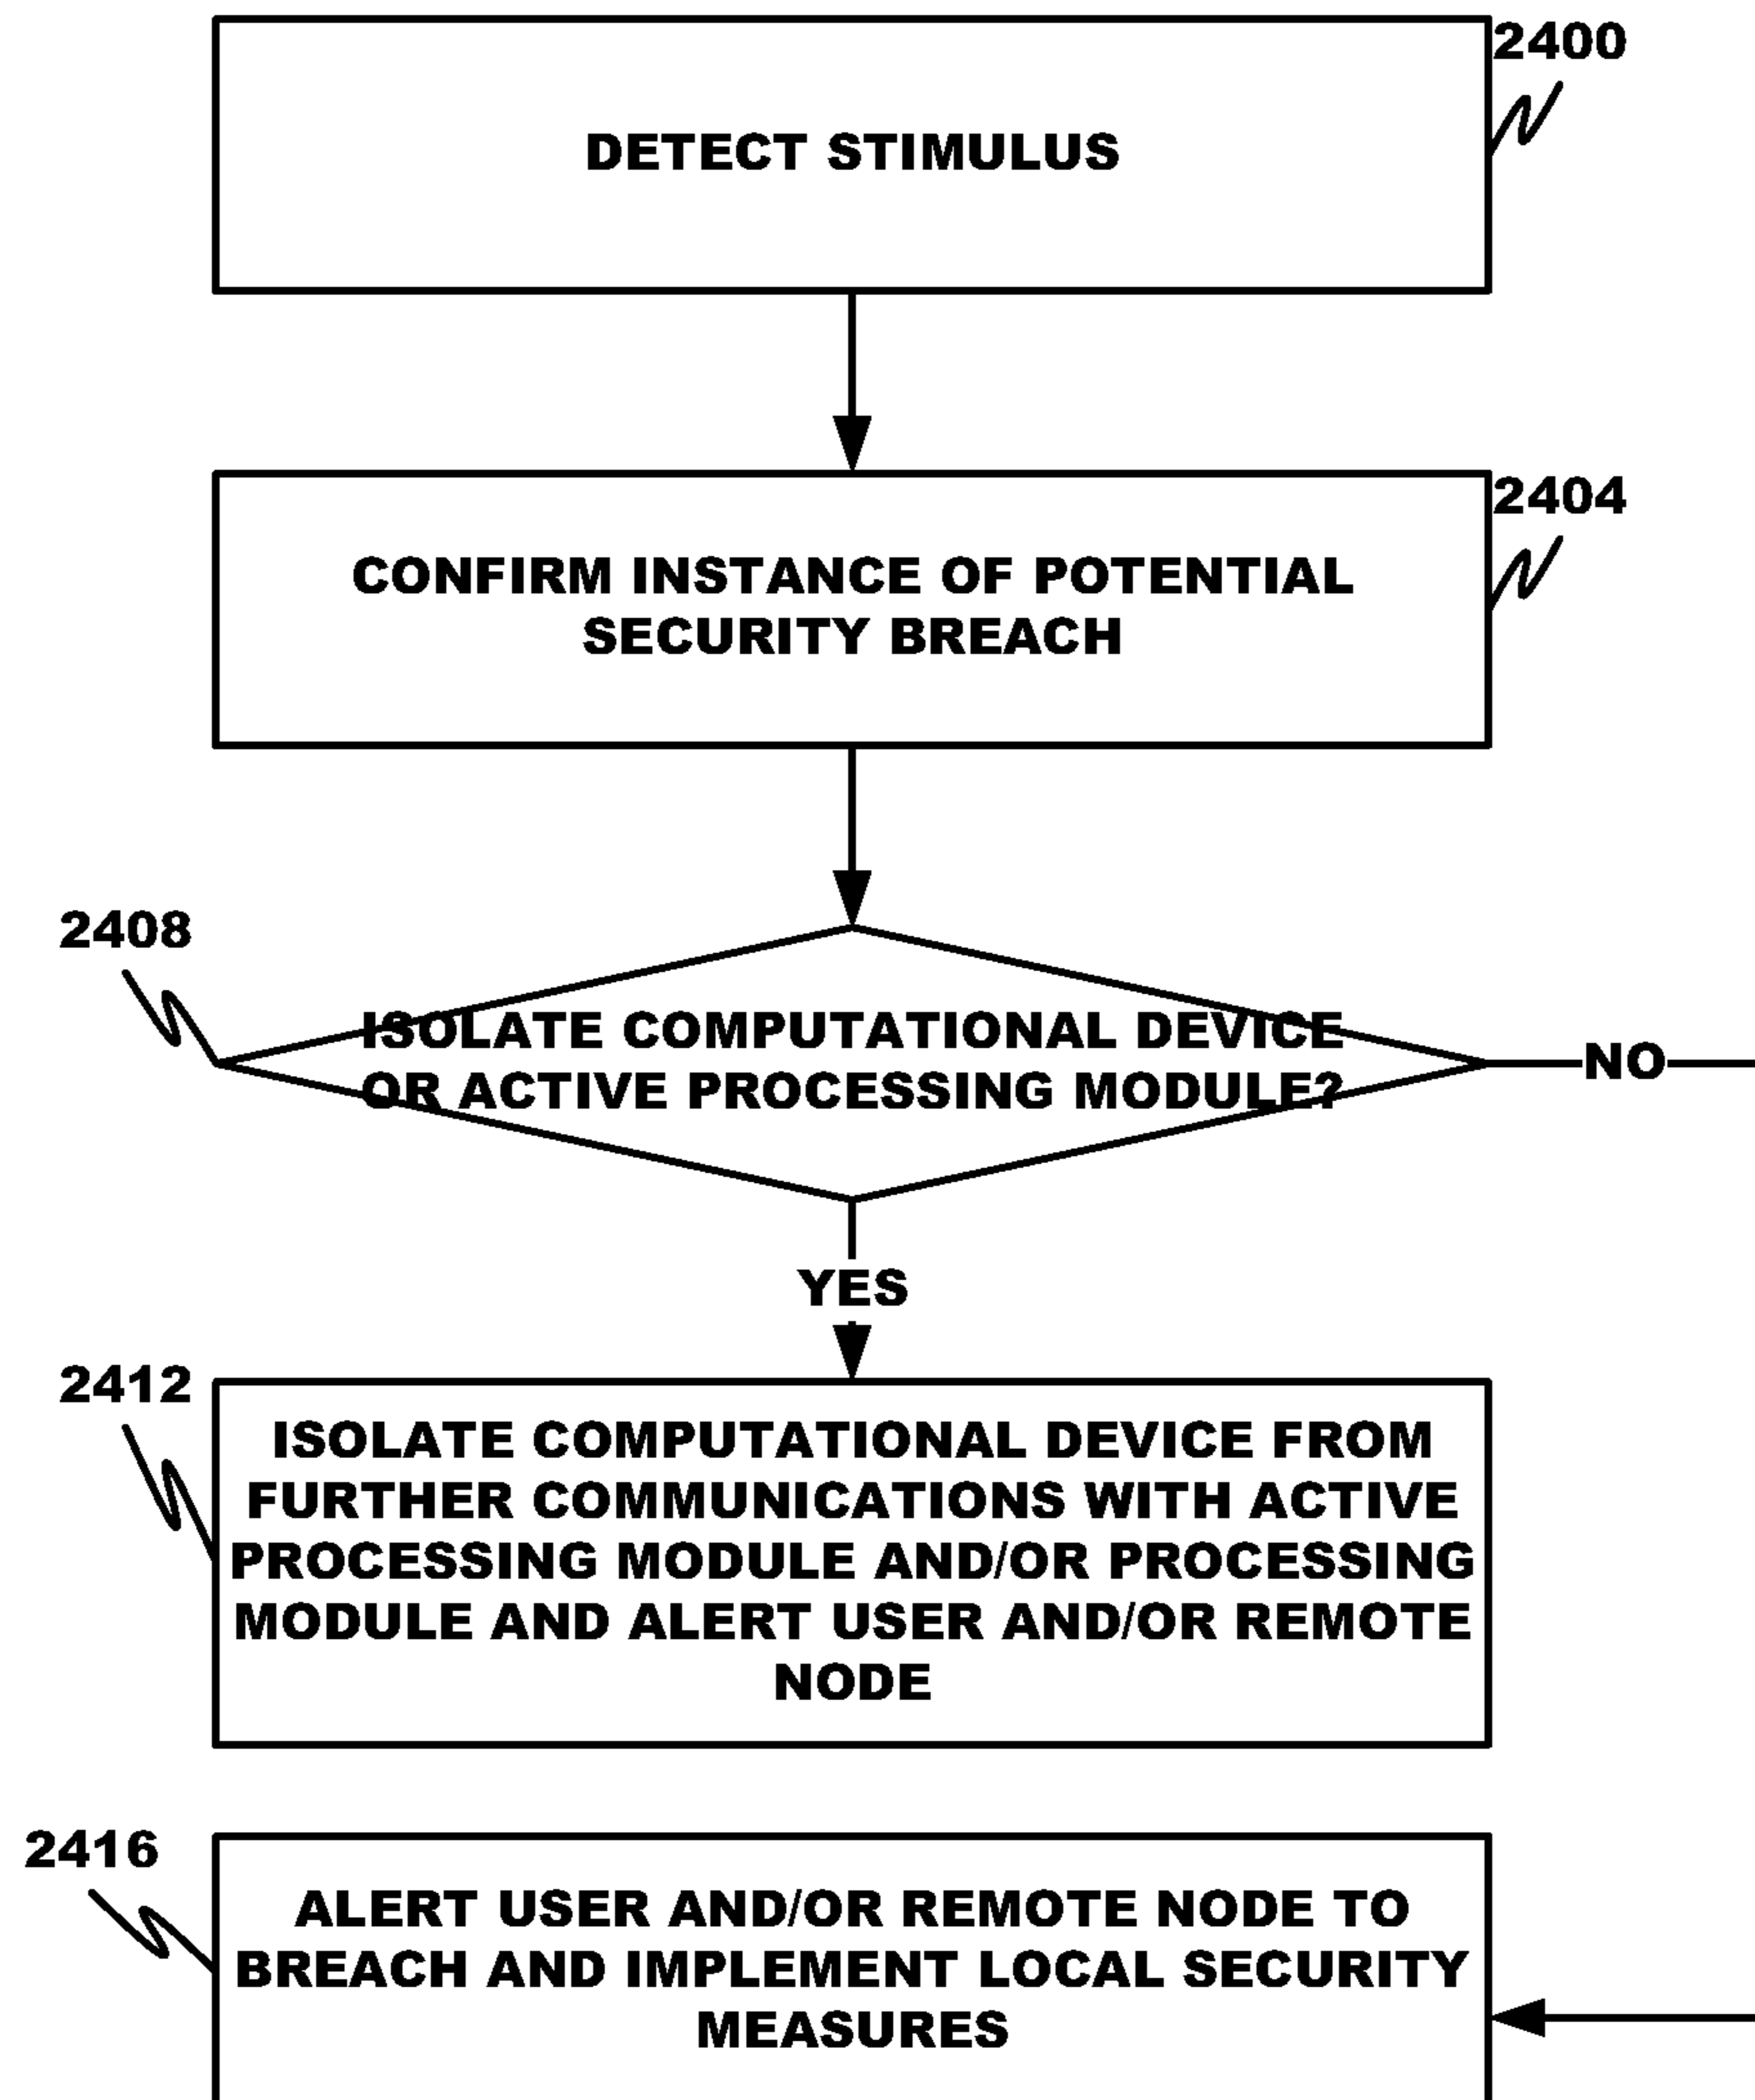 2400
DETECT STIMULUS
2404
CONFIRM INSTANCE OF POTENTIAL
SECURITY BREACH
2408
ISOLATE COMPUTATIONAL DEVICE
OR ACTIVE PROCESSING MODULE?
NO
YES
2412
ISOLATE COMPUTATIONAL DEVICE FROM
FURTHER COMMUNICATIONS WITH ACTIVE
PROCESSING MODULE AND/OR PROCESSING
MODULE AND ALERT USER AND/OR REMOTE
NODE
2416
ALERT USER AND/OR REMOTE NODE TO
BREACH AND IMPLEMENT LOCAL SECURITY
MEASURES